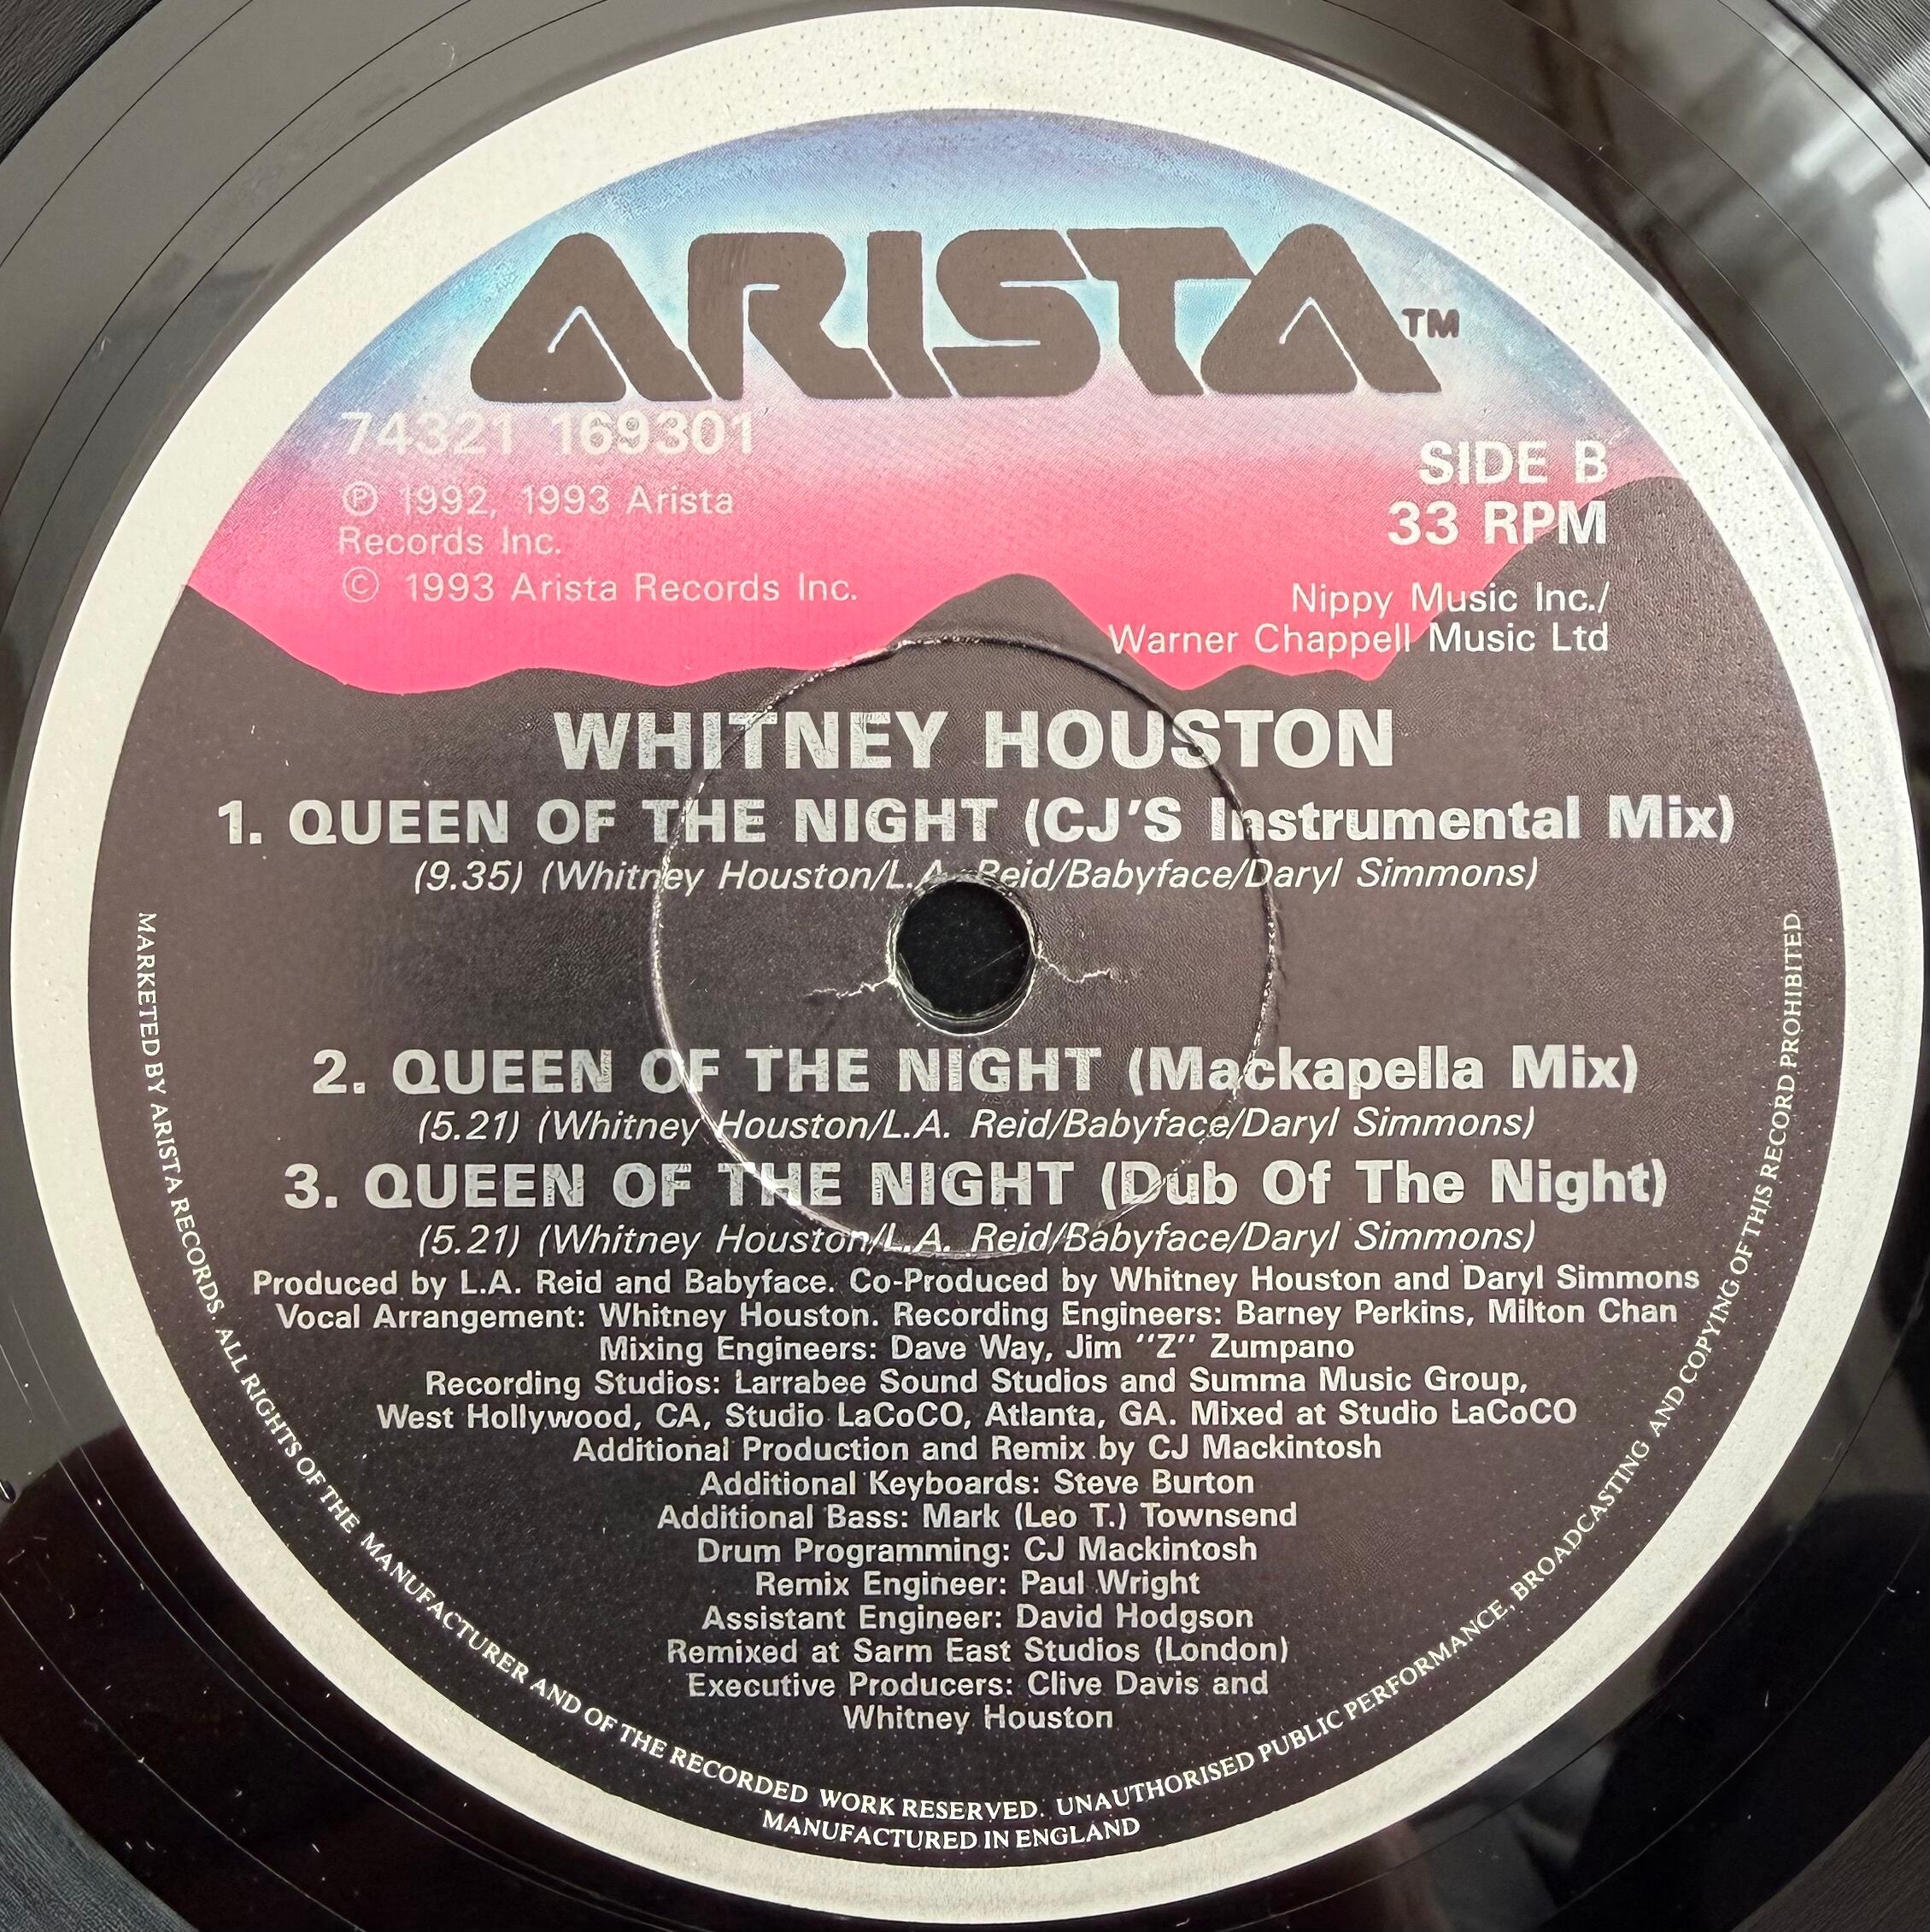 ARISTA™
74321 169301
℗ 1992, 1993 Arista
Records Inc.
© 1993 Arista Records Inc.
SIDE B
33 RPM
Nippy Music Inc./
Warner Chappell Music Ltd
WHITNEY HOUSTON
1. QUEEN OF THE NIGHT (CJ'S Instrumental Mix)
(9.35) (Whitney Houston/L.A. Reid/Babyface/Daryl Simmons)
2. QUEEN OF THE NIGHT (Mackapella Mix)
(5.21) (Whitney Houston/L.A. Reid/Babyface/Daryl Simmons)
3. QUEEN OF THE NIGHT (Dub Of The Night)
(5.21) (Whitney Houston/L.A. Reid/Babyface/Daryl Simmons)
Produced by L.A. Reid and Babyface. Co-Produced by Whitney Houston and Daryl Simmons
Vocal Arrangement: Whitney Houston. Recording Engineers: Barney Perkins, Milton Chan
Mixing Engineers: Dave Way, Jim "Z" Zumpano
Recording Studios: Larrabee Sound Studios and Summa Music Group,
West Hollywood, CA, Studio LaCoCO, Atlanta, GA. Mixed at Studio LaCoCO
Additional Production and Remix by CJ Mackintosh
Additional Keyboards: Steve Burton
Additional Bass: Mark (Leo T.) Townsend
Drum Programming: CJ Mackintosh
Remix Engineer: Paul Wright
Assistant Engineer: David Hodgson
Remixed at Sarm East Studios (London)
Executive Producers: Clive Davis and
Whitney Houston
MARKETED BY ARISTA RECORDS. ALL RIGHTS OF THE MANUFACTURER AND OF THE RECORDED WORK RESERVED. UNAUTHORISED PUBLIC PERFORMANCE, BROADCASTING AND COPYING OF THIS RECORD PROHIBITED.
MANUFACTURED IN ENGLAND